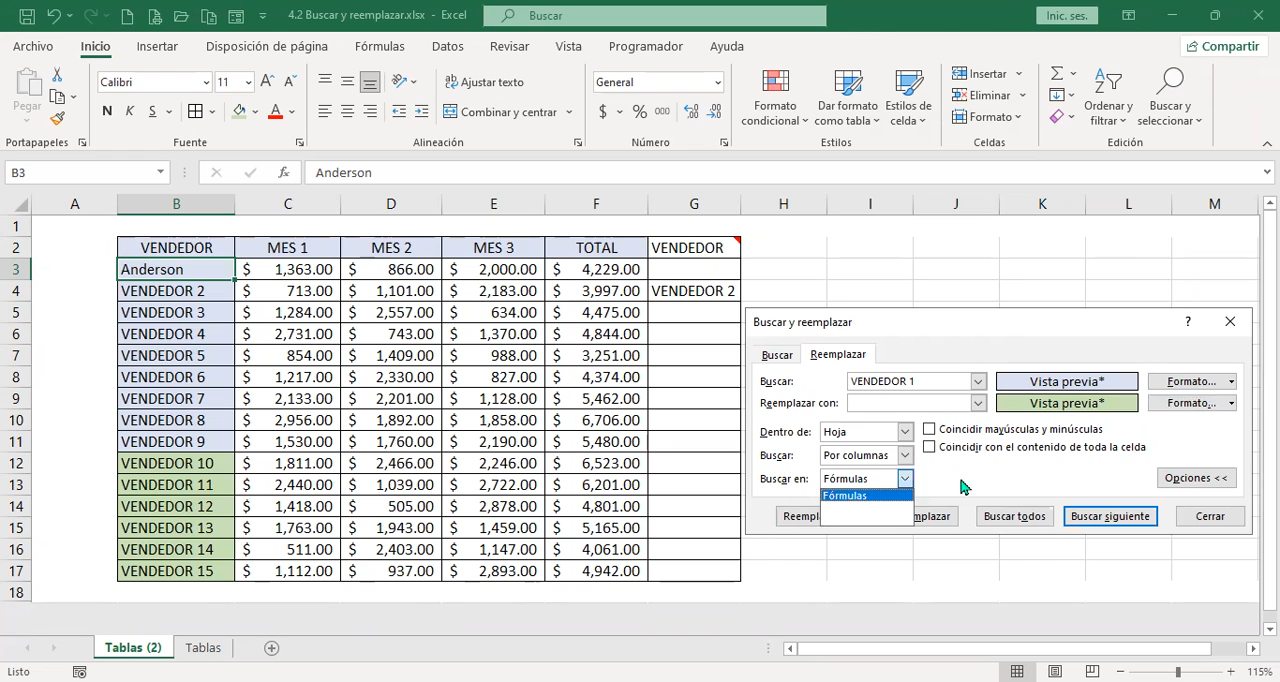 4.2 Buscar y reemplazar.xlsx - Excel
Buscar
Inic. ses.
Archivo Inicio Insertar Disposición de página Fórmulas Datos Revisar Vista Programador Ayuda Compartir
Pegar
Calibri 11
N K S
Ajustar texto
Combinar y centrar
General
$ % 000
Formato condicional
Dar formato como tabla
Estilos de celda
Insertar
Eliminar
Formato
Ordenar y filtrar
Buscar y seleccionar
Portapapeles Fuente Alineación Número Estilos Celdas Edición
B3 fx Anderson
A B C D E F G H I J K L M
1
2 VENDEDOR MES 1 MES 2 MES 3 TOTAL VENDEDOR
3 Anderson $ 1,363.00 $ 866.00 $ 2,000.00 $ 4,229.00
4 VENDEDOR 2 $ 713.00 $ 1,101.00 $ 2,183.00 $ 3,997.00 VENDEDOR 2
5 VENDEDOR 3 $ 1,284.00 $ 2,557.00 $ 634.00 $ 4,475.00
6 VENDEDOR 4 $ 2,731.00 $ 743.00 $ 1,370.00 $ 4,844.00
7 VENDEDOR 5 $ 854.00 $ 1,409.00 $ 988.00 $ 3,251.00
8 VENDEDOR 6 $ 1,217.00 $ 2,330.00 $ 827.00 $ 4,374.00
9 VENDEDOR 7 $ 2,133.00 $ 2,201.00 $ 1,128.00 $ 5,462.00
10 VENDEDOR 8 $ 2,956.00 $ 1,892.00 $ 1,858.00 $ 6,706.00
11 VENDEDOR 9 $ 1,530.00 $ 1,760.00 $ 2,190.00 $ 5,480.00
12 VENDEDOR 10 $ 1,811.00 $ 2,466.00 $ 2,246.00 $ 6,523.00
13 VENDEDOR 11 $ 2,440.00 $ 1,039.00 $ 2,722.00 $ 6,201.00
14 VENDEDOR 12 $ 1,418.00 $ 505.00 $ 2,878.00 $ 4,801.00
15 VENDEDOR 13 $ 1,763.00 $ 1,943.00 $ 1,459.00 $ 5,165.00
16 VENDEDOR 14 $ 511.00 $ 2,403.00 $ 1,147.00 $ 4,061.00
17 VENDEDOR 15 $ 1,112.00 $ 937.00 $ 2,893.00 $ 4,942.00
18
Buscar y reemplazar ?
Buscar Reemplazar
Buscar: VENDEDOR 1 Vista previa* Formato...
Reemplazar con: Vista previa* Formato...
Dentro de: Hoja Coincidir mayúsculas y minúsculas
Buscar: Por columnas Coincidir con el contenido de toda la celda
Buscar en: Fórmulas Opciones <<
Fórmulas
Reempl mplazar Buscar todos Buscar siguiente Cerrar
Tablas (2) Tablas
Listo 115%